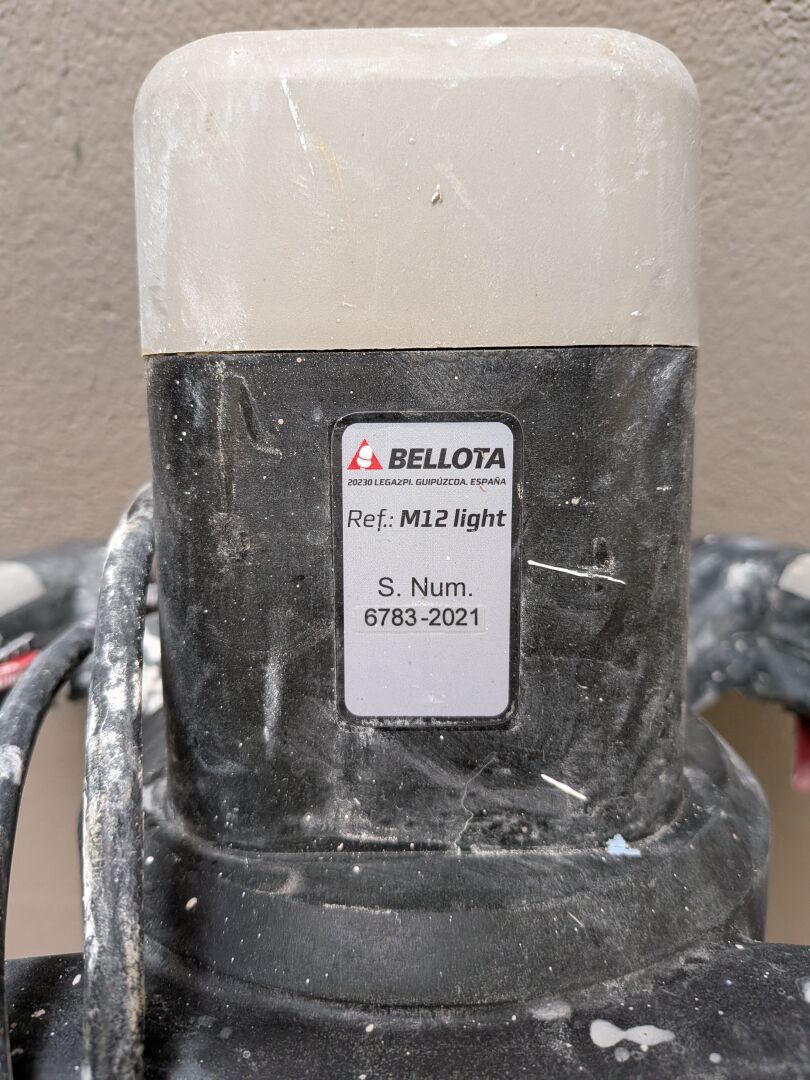 BELLOTA
20230 LEGAZPI. GUIPÚZCOA. ESPAÑA
Ref.: M12 light
S. Num.
6783-2021